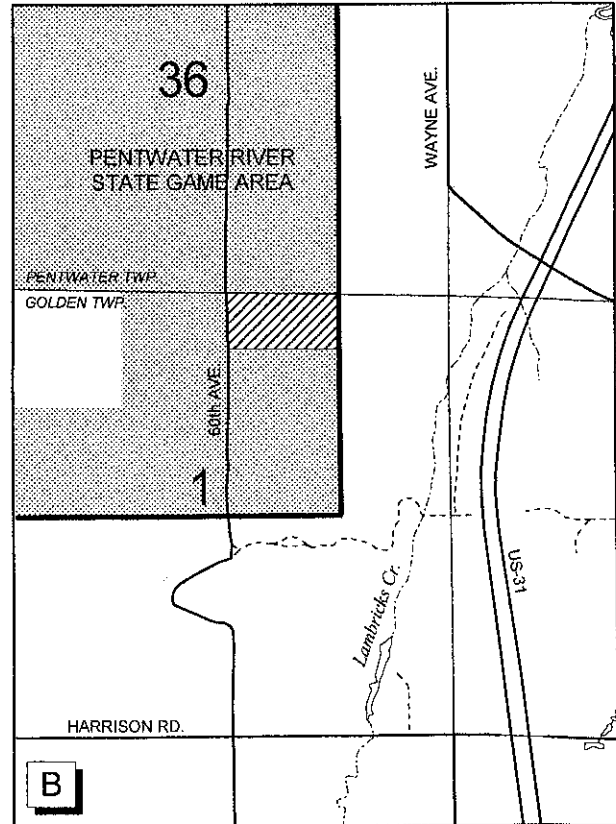 36
PENTWATER RIVER
STATE GAME AREA
WAYNE AVE.
PENTWATER TWP.
GOLDEN TWP.
60th AVE.
1
US-31
Lambricks Cr.
HARRISON RD.
B